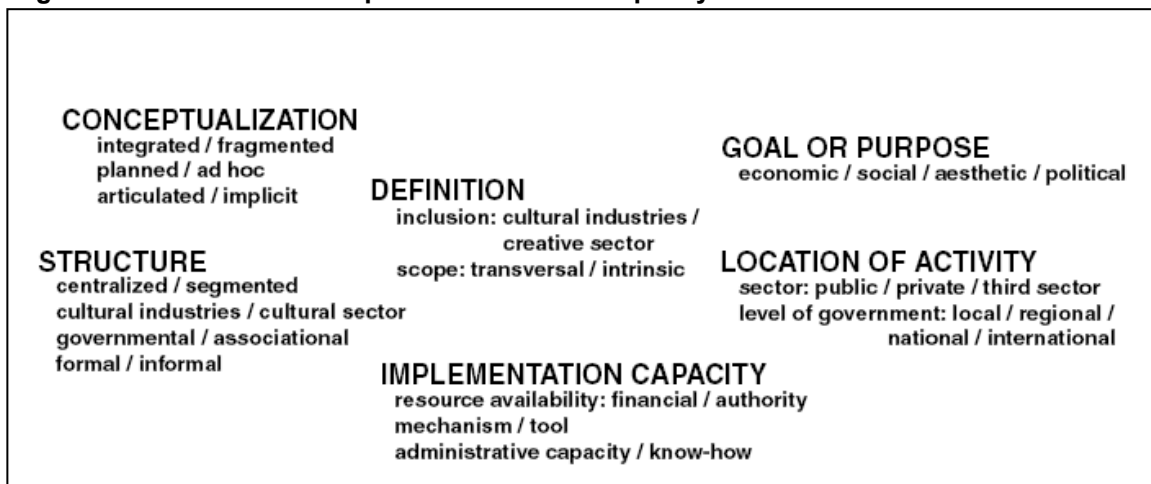 CONCEPTUALIZATION
integrated / fragmented
planned / ad hoc
articulated / implicit
DEFINITION
inclusion: cultural industries /
creative sector
scope: transversal / intrinsic
GOAL OR PURPOSE
economic / social / aesthetic / political
STRUCTURE
centralized / segmented
cultural industries / cultural sector
governmental / associational
formal / informal
LOCATION OF ACTIVITY
sector: public / private / third sector
level of government: local / regional /
national / international
IMPLEMENTATION CAPACITY
resource availability: financial / authority
mechanism / tool
administrative capacity / know-how